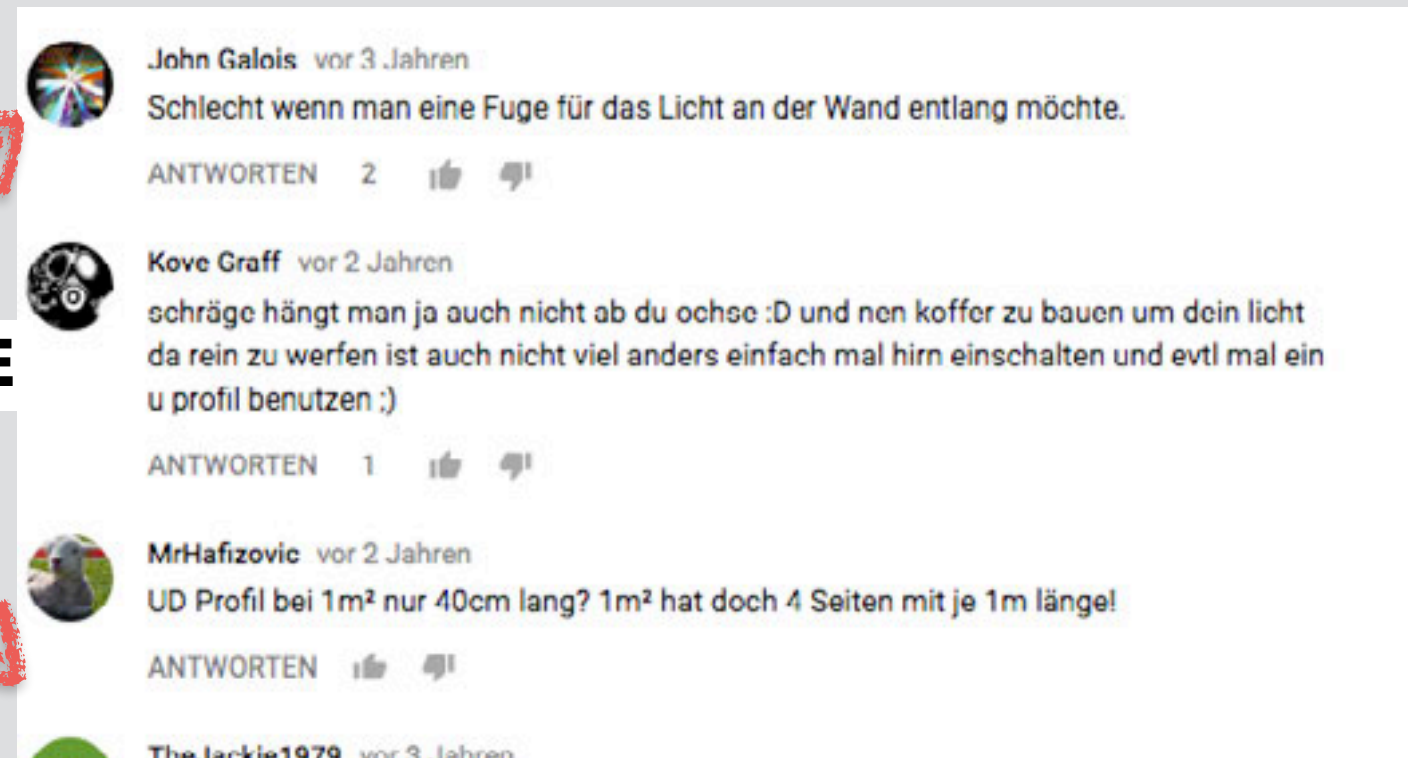 John Galois vor 3 Jahren
Schlecht wenn man eine Fuge für das Licht an der Wand entlang möchte.
ANTWORTEN 2
Kove Graff vor 2 Jahren
schräge hängt man ja auch nicht ab du ochse :D und nen koffer zu bauen um dein licht
da rein zu werfen ist auch nicht viel anders einfach mal hirn einschalten und evtl mal ein
u profil benutzen ;)
ANTWORTEN 1
E
MrHafizovic vor 2 Jahren
UD Profil bei 1m² nur 40cm lang? 1m² hat doch 4 Seiten mit je 1m länge!
ANTWORTEN
TheJackie1979 vor 3 Jahren